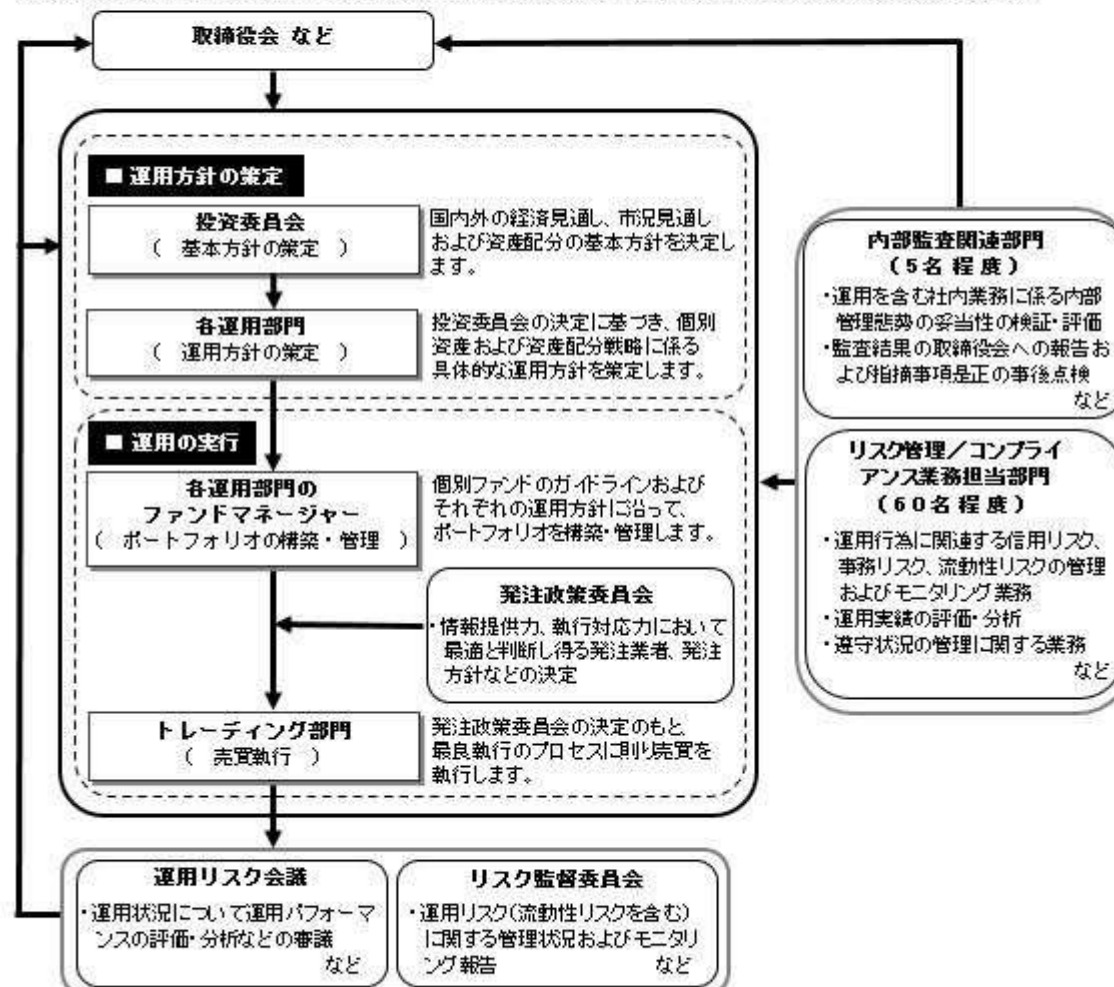 取締役会 など
■ 運用方針の策定
投資委員会
( 基本方針の策定 )
国内外の経済見通し、市況見通し
および資産配分の基本方針を決定し
ます。
各運用部門
( 運用方針の策定 )
投資委員会の決定に基づき、個別
資産および資産配分戦略に係る
具体的な運用方針を策定します。
■ 運用の実行
各運用部門の
ファンドマネージャー
( ポートフォリオの構築・管理 )
個別ファンドのガイドラインおよび
それぞれの運用方針に沿って、
ポートフォリオを構築・管理します。
発注政策委員会
・情報提供力、執行対応力において
最適と判断し得る発注業者、発注
方針などの決定
トレーディング部門
( 売買執行 )
発注政策委員会の決定のもと
最良執行のプロセスに則り売買を
執行します。
内部監査関連部門
(5名程度)
・運用を含む社内業務に係る内部
管理態勢の妥当性の検証・評価
・監査結果の取締役会への報告お
よび指摘事項是正の事後点検
など
リスク管理/コンプライ
アンス業務担当部門
(60名程度)
・運用行為に関連する信用リスク、
事務リスク、流動性リスクの管理
およびモニタリング業務
・運用実績の評価・分析
・遵守状況の管理に関する業務
など
運用リスク会議
・運用状況について運用パフォーマ
ンスの評価・分析などの審議
など
リスク監督委員会
・運用リスク(流動性リスクを含む)
に関する管理状況およびモニタリ
ング報告 など